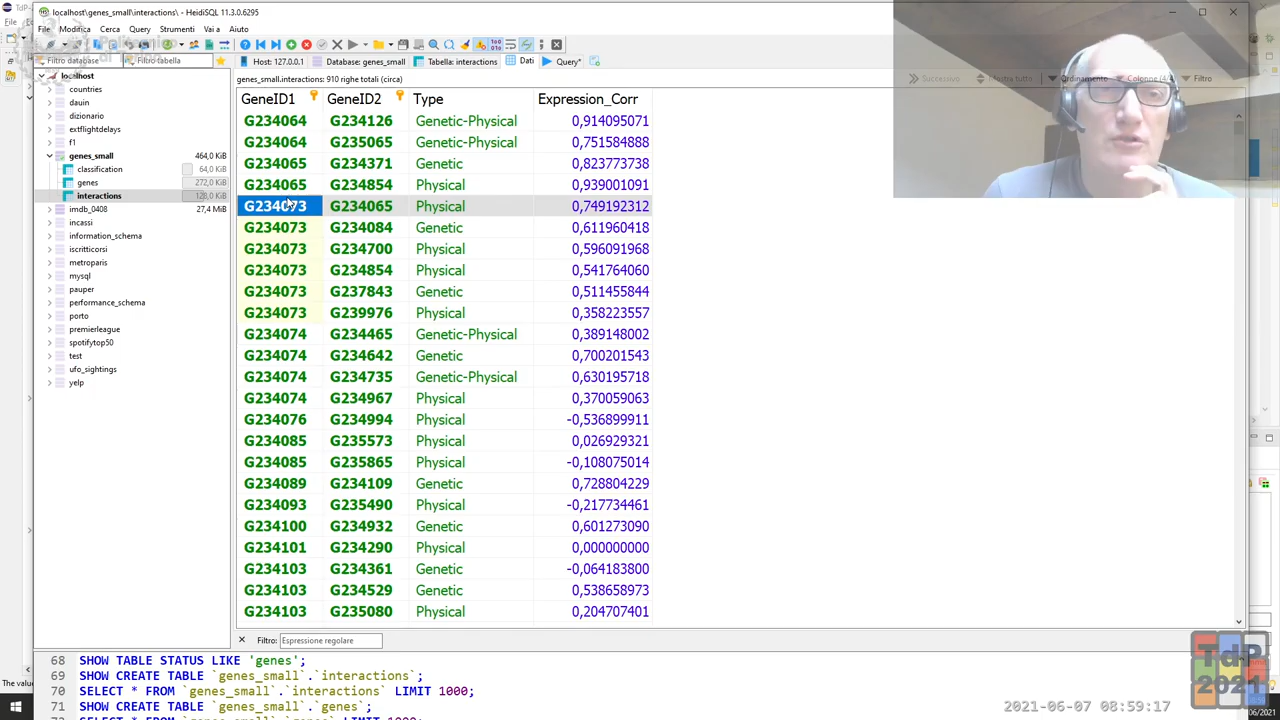 localhost\genes_small\interactions\ - HeidiSQL 11.3.0.6295
File Modifica Cerca Query Strumenti Vai a Aiuto
Filtro database Filtro tabella
Host: 127.0.0.1 Database: genes_small Tabella: interactions Dati Query*
genes_small.interactions: 910 righe totali (circa)
Successivo Mostra tutto Ordinamento Colonne (4/4) Filtro
localhost
countries
dauin
dizionario
extflightdelays
f1
genes_small 464,0 KiB
classification 64,0 KiB
genes 272,0 KiB
interactions 128,0 KiB
imdb_0408 27,4 MiB
incassi
information_schema
iscritticorsi
metroparis
mysql
pauper
performance_schema
porto
premierleague
spotifytop50
test
ufo_sightings
yelp
GeneID1 GeneID2 Type Expression_Corr
G234064 G234126 Genetic-Physical 0,914095071
G234064 G235065 Genetic-Physical 0,751584888
G234065 G234371 Genetic 0,823773738
G234065 G234854 Physical 0,939001091
G234073 G234065 Physical 0,749192312
G234073 G234084 Genetic 0,611960418
G234073 G234700 Physical 0,596091968
G234073 G234854 Physical 0,541764060
G234073 G237843 Genetic 0,511455844
G234073 G239976 Physical 0,358223557
G234074 G234465 Genetic-Physical 0,389148002
G234074 G234642 Genetic 0,700201543
G234074 G234735 Genetic-Physical 0,630195718
G234074 G234967 Physical 0,370059063
G234076 G234994 Physical -0,536899911
G234085 G235573 Physical 0,026929321
G234085 G235865 Physical -0,108075014
G234089 G234109 Genetic 0,728804229
G234093 G235490 Physical -0,217734461
G234100 G234932 Genetic 0,601273090
G234101 G234290 Physical 0,000000000
G234103 G234361 Genetic -0,064183800
G234103 G234529 Genetic 0,538658973
G234103 G235080 Physical 0,204707401
Filtro: Espressione regolare
68 SHOW TABLE STATUS LIKE 'genes';
69 SHOW CREATE TABLE `genes_small`.`interactions`;
70 SELECT * FROM `genes_small`.`interactions` LIMIT 1000;
71 SHOW CREATE TABLE `genes_small`.`genes`;
TdP
2021
2021-06-07 08:59:17